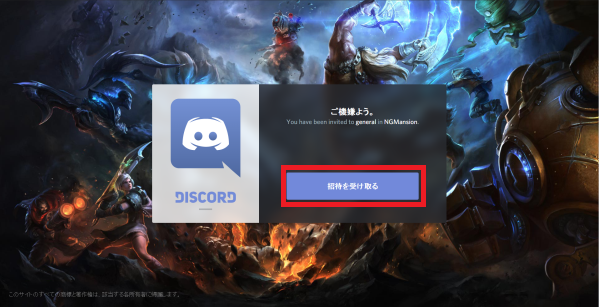 ご機嫌よう。
You have been invited to general in NGMansion.
DISCORD
招待を受け取る
このサイトのすべての商標と著作権は、該当する各所有者に帰属します。